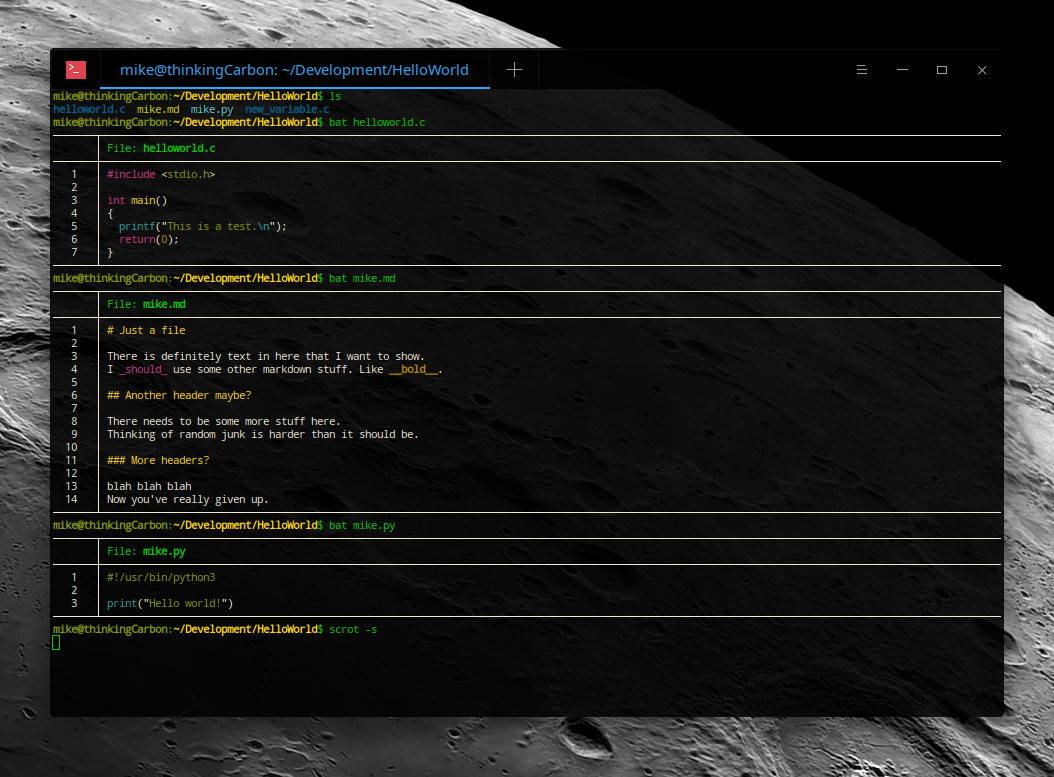 >_ mike@thinkingCarbon: ~/Development/HelloWorld
mike@thinkingCarbon:~/Development/HelloWorld$ ls
helloworld.c  mike.md  mike.py  new_variable.c
mike@thinkingCarbon:~/Development/HelloWorld$ bat helloworld.c
File: helloworld.c
1 #include <stdio.h>
2
3 int main()
4 {
5   printf("This is a test.\n");
6   return(0);
7 }
mike@thinkingCarbon:~/Development/HelloWorld$ bat mike.md
File: mike.md
1 # Just a file
2
3 There is definitely text in here that I want to show.
4 I _should_ use some other markdown stuff. Like __bold__.
5
6 ## Another header maybe?
7
8 There needs to be some more stuff here.
9 Thinking of random junk is harder than it should be.
10
11 ### More headers?
12
13 blah blah blah
14 Now you've really given up.
mike@thinkingCarbon:~/Development/HelloWorld$ bat mike.py
File: mike.py
1 #!/usr/bin/python3
2
3 print("Hello world!")
mike@thinkingCarbon:~/Development/HelloWorld$ scrot -s